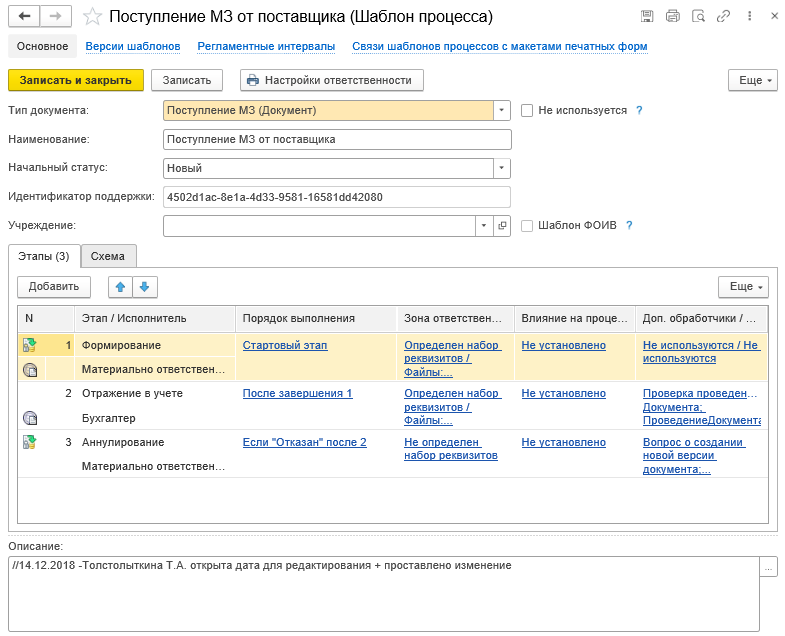 Поступление МЗ от поставщика (Шаблон процесса)
Основное Версии шаблонов Регламентные интервалы Связи шаблонов процессов с макетами печатных форм
Записать и закрыть Записать Настройки ответственности Еще
Тип документа: Поступление МЗ (Документ) Не используется ?
Наименование: Поступление МЗ от поставщика
Начальный статус: Новый
Идентификатор поддержки: 4502d1ac-8e1a-4d33-9581-16581dd42080
Учреждение: Шаблон ФОИВ ?
Этапы (3) Схема
Добавить Еще
N Этап / Исполнитель Порядок выполнения Зона ответствен... Влияние на проце... Доп. обработчики / ...
1 Формирование Стартовый этап Определен набор Не установлено Не используются / Не
реквизитов / используются
Материально ответствен... Файлы;...
2 Отражение в учете После завершения 1 Определен набор Не установлено Проверка проведен...
реквизитов / Документа;
Бухгалтер Файлы;... ПроведениеДокумента
3 Аннулирование Если "Отказан" после 2 Не определен Не установлено Вопрос о создании
набор реквизитов новой версии
Материально ответствен... документа;...
Описание:
//14.12.2018 -Толстолыткина Т.А. открыта дата для редактирования + проставлено изменение
...